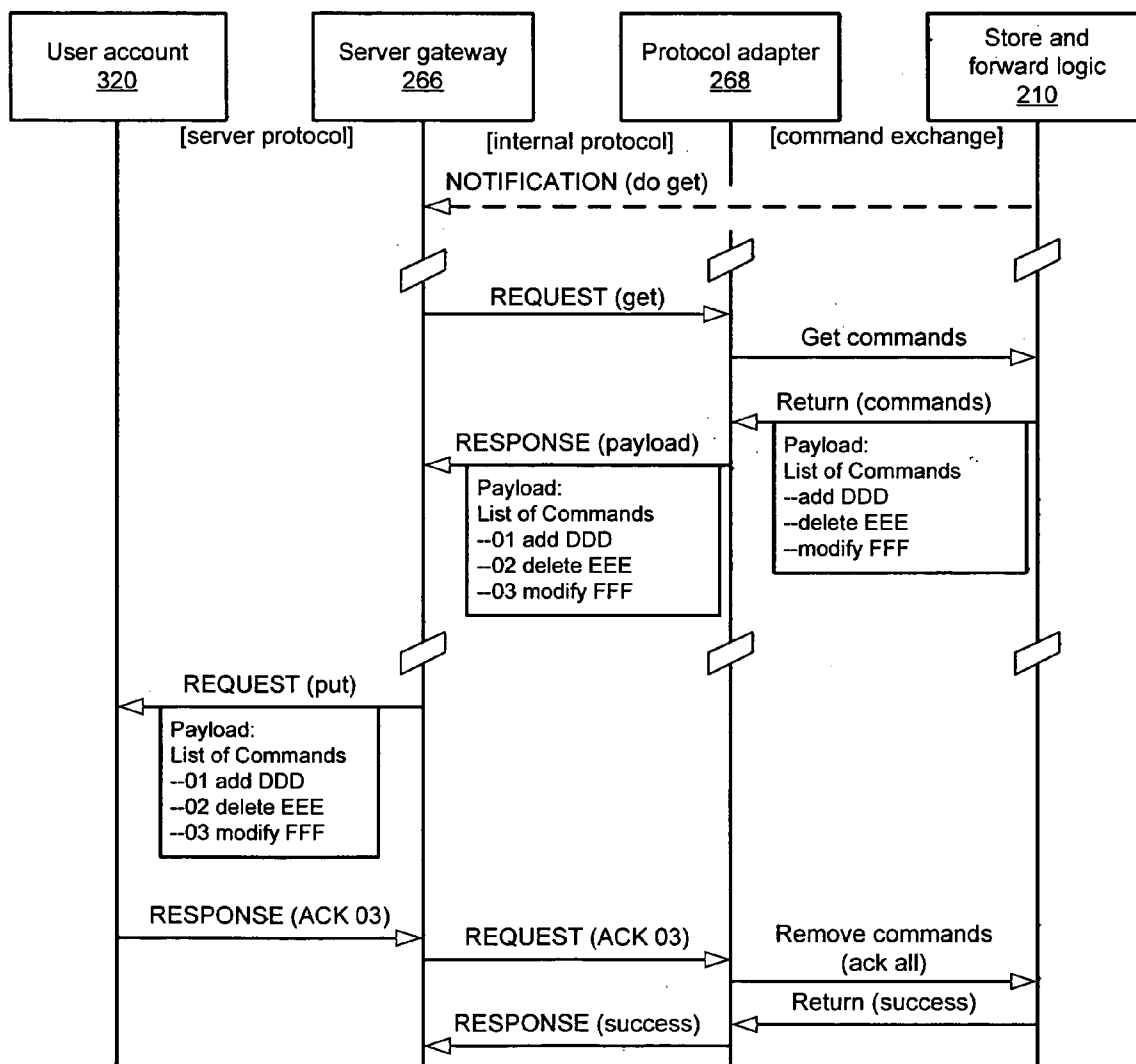 User account
320
Server gateway
266
Protocol adapter
268
Store and
forward logic
210
[server protocol]
[internal protocol]
[command exchange]
NOTIFICATION (do get)
REQUEST (get)
Get commands
Return (commands)
Payload:
List of Commands
--add DDD
--delete EEE
--modify FFF
RESPONSE (payload)
Payload:
List of Commands
--01 add DDD
--02 delete EEE
--03 modify FFF
REQUEST (put)
Payload:
List of Commands
--01 add DDD
--02 delete EEE
--03 modify FFF
RESPONSE (ACK 03)
REQUEST (ACK 03)
Remove commands
(ack all)
Return (success)
RESPONSE (success)